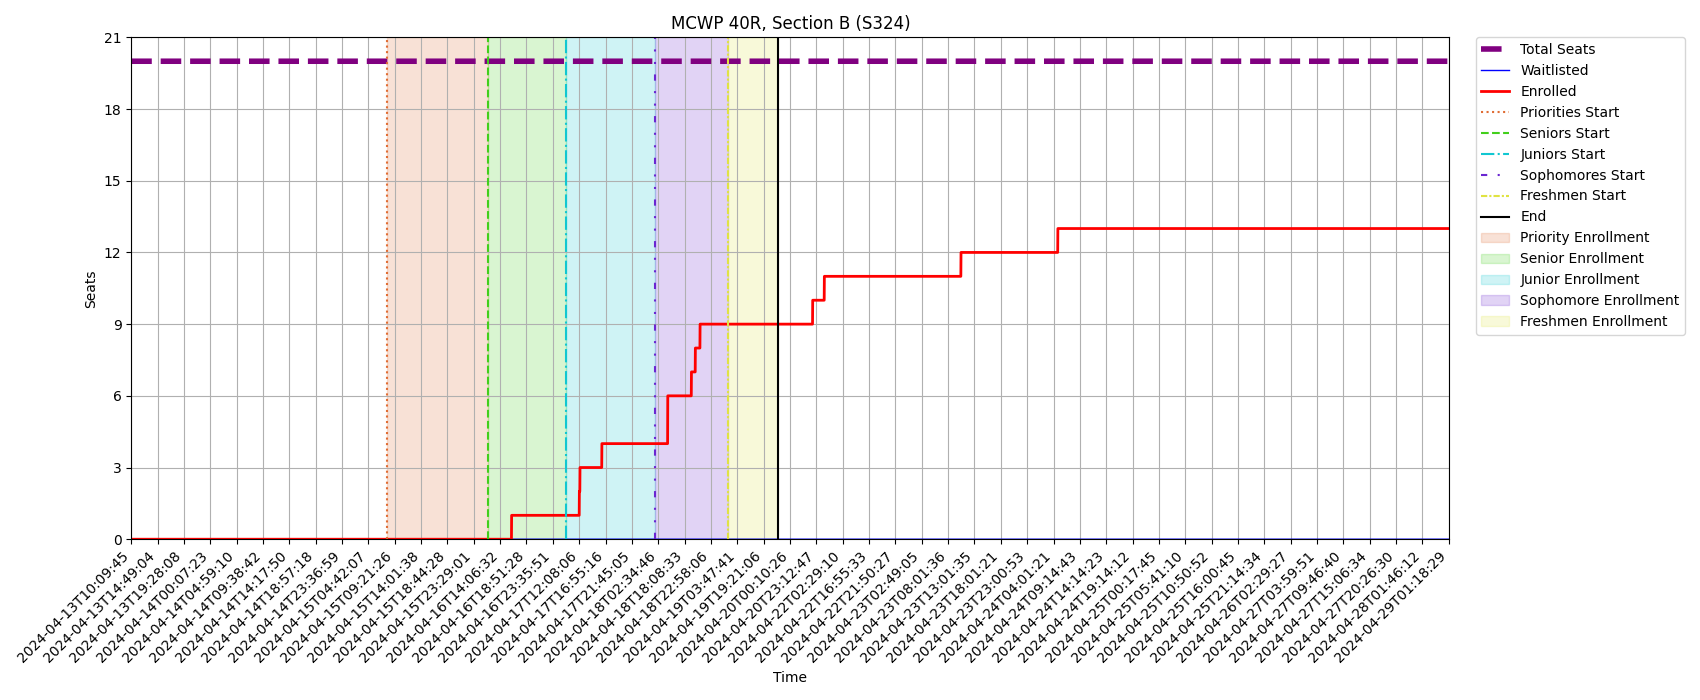 MCWP 40R, Section B (S324)
Seats
21
18
15
12
9
6
3
0
2024-04-13T10:09:45
2024-04-13T14:49:04
2024-04-13T19:28:08
2024-04-14T00:07:23
2024-04-14T04:59:16
2024-04-14T09:38:42
2024-04-14T14:17:50
2024-04-14T18:57:18
2024-04-14T23:36:59
2024-04-15T04:42:07
2024-04-15T09:21:26
2024-04-15T14:01:38
2024-04-15T18:44:28
2024-04-15T23:29:01
2024-04-16T14:06:32
2024-04-16T18:51:28
2024-04-16T23:35:51
2024-04-17T12:08:06
2024-04-17T16:55:16
2024-04-17T21:45:05
2024-04-18T02:34:46
2024-04-18T18:08:33
2024-04-18T22:58:06
2024-04-19T03:47:41
2024-04-19T19:21:06
2024-04-20T00:10:26
2024-04-20T23:12:47
2024-04-22T02:29:10
2024-04-22T16:55:33
2024-04-22T21:50:27
2024-04-23T02:49:05
2024-04-23T08:01:36
2024-04-23T13:01:35
2024-04-23T18:01:21
2024-04-23T23:00:53
2024-04-24T04:01:21
2024-04-24T09:14:43
2024-04-24T14:14:23
2024-04-24T19:14:12
2024-04-25T00:17:45
2024-04-25T05:41:10
2024-04-25T10:50:52
2024-04-25T16:00:45
2024-04-25T21:14:34
2024-04-26T02:29:27
2024-04-27T03:59:51
2024-04-27T09:46:40
2024-04-27T15:06:34
2024-04-27T20:26:30
2024-04-28T01:46:12
2024-04-29T01:18:29
Time
Total Seats
Waitlisted
Enrolled
Priorities Start
Seniors Start
Juniors Start
Sophomores Start
Freshmen Start
End
Priority Enrollment
Senior Enrollment
Junior Enrollment
Sophomore Enrollment
Freshmen Enrollment